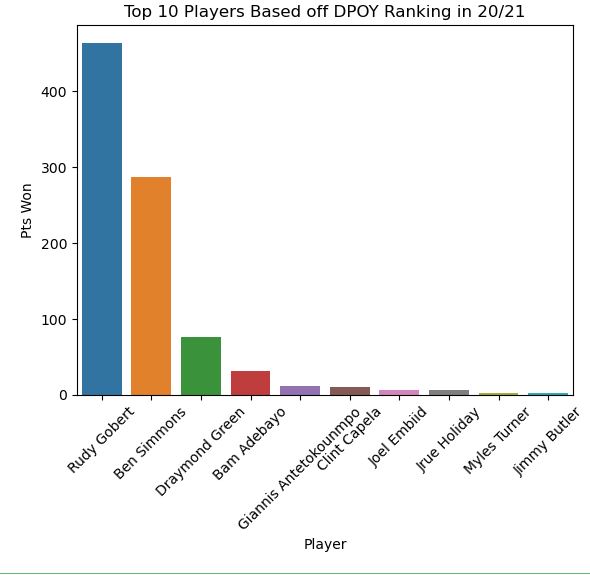 Top 10 Players Based off DPOY Ranking in 20/21
Pts Won
400
300
200
100
0
Rudy Gobert
Ben Simmons
Draymond Green
Bam Adebayo
Giannis Antetokounmpo
Clint Capela
Joel Embiid
Jrue Holiday
Myles Turner
Jimmy Butler
Player